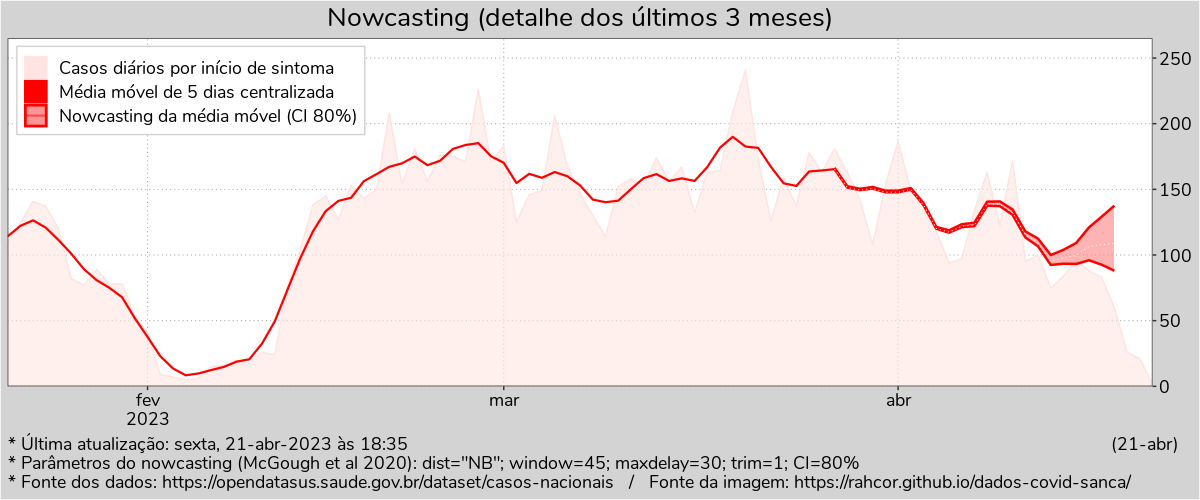 Nowcasting (detalhe dos últimos 3 meses)
Casos diários por início de sintoma
Média móvel de 5 dias centralizada
Nowcasting da média móvel (CI 80%)
250
200
150
100
50
0
fev
2023
mar
abr
* Última atualização: sexta, 21-abr-2023 às 18:35
(21-abr)
* Parâmetros do nowcasting (McGough et al 2020): dist="NB"; window=45; maxdelay=30; trim=1; CI=80%
* Fonte dos dados: https://opendatasus.saude.gov.br/dataset/casos-nacionais / Fonte da imagem: https://rahcor.github.io/dados-covid-sanca/